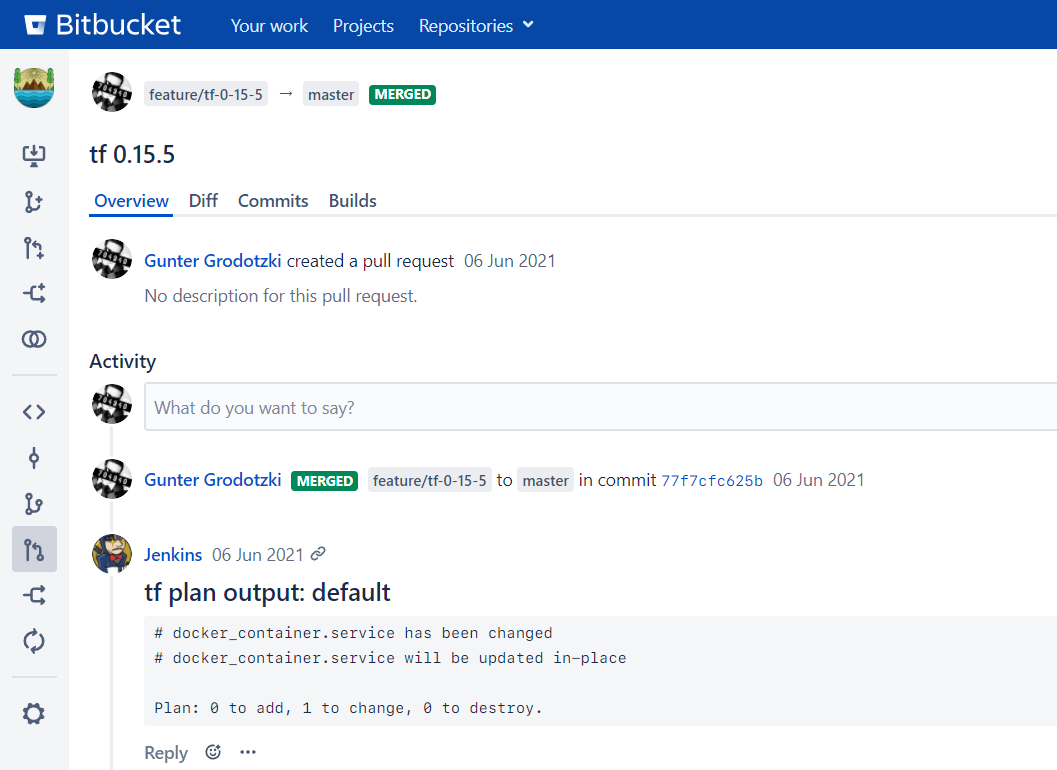 Bitbucket Your work Projects Repositories
feature/tf-0-15-5 → master MERGED
tf 0.15.5
Overview Diff Commits Builds
Gunter Grodotzki created a pull request 06 Jun 2021
No description for this pull request.
Activity
What do you want to say?
Gunter Grodotzki MERGED feature/tf-0-15-5 to master in commit 77f7cfc625b 06 Jun 2021
Jenkins 06 Jun 2021
tf plan output: default
# docker_container.service has been changed
# docker_container.service will be updated in-place
Plan: 0 to add, 1 to change, 0 to destroy.
Reply